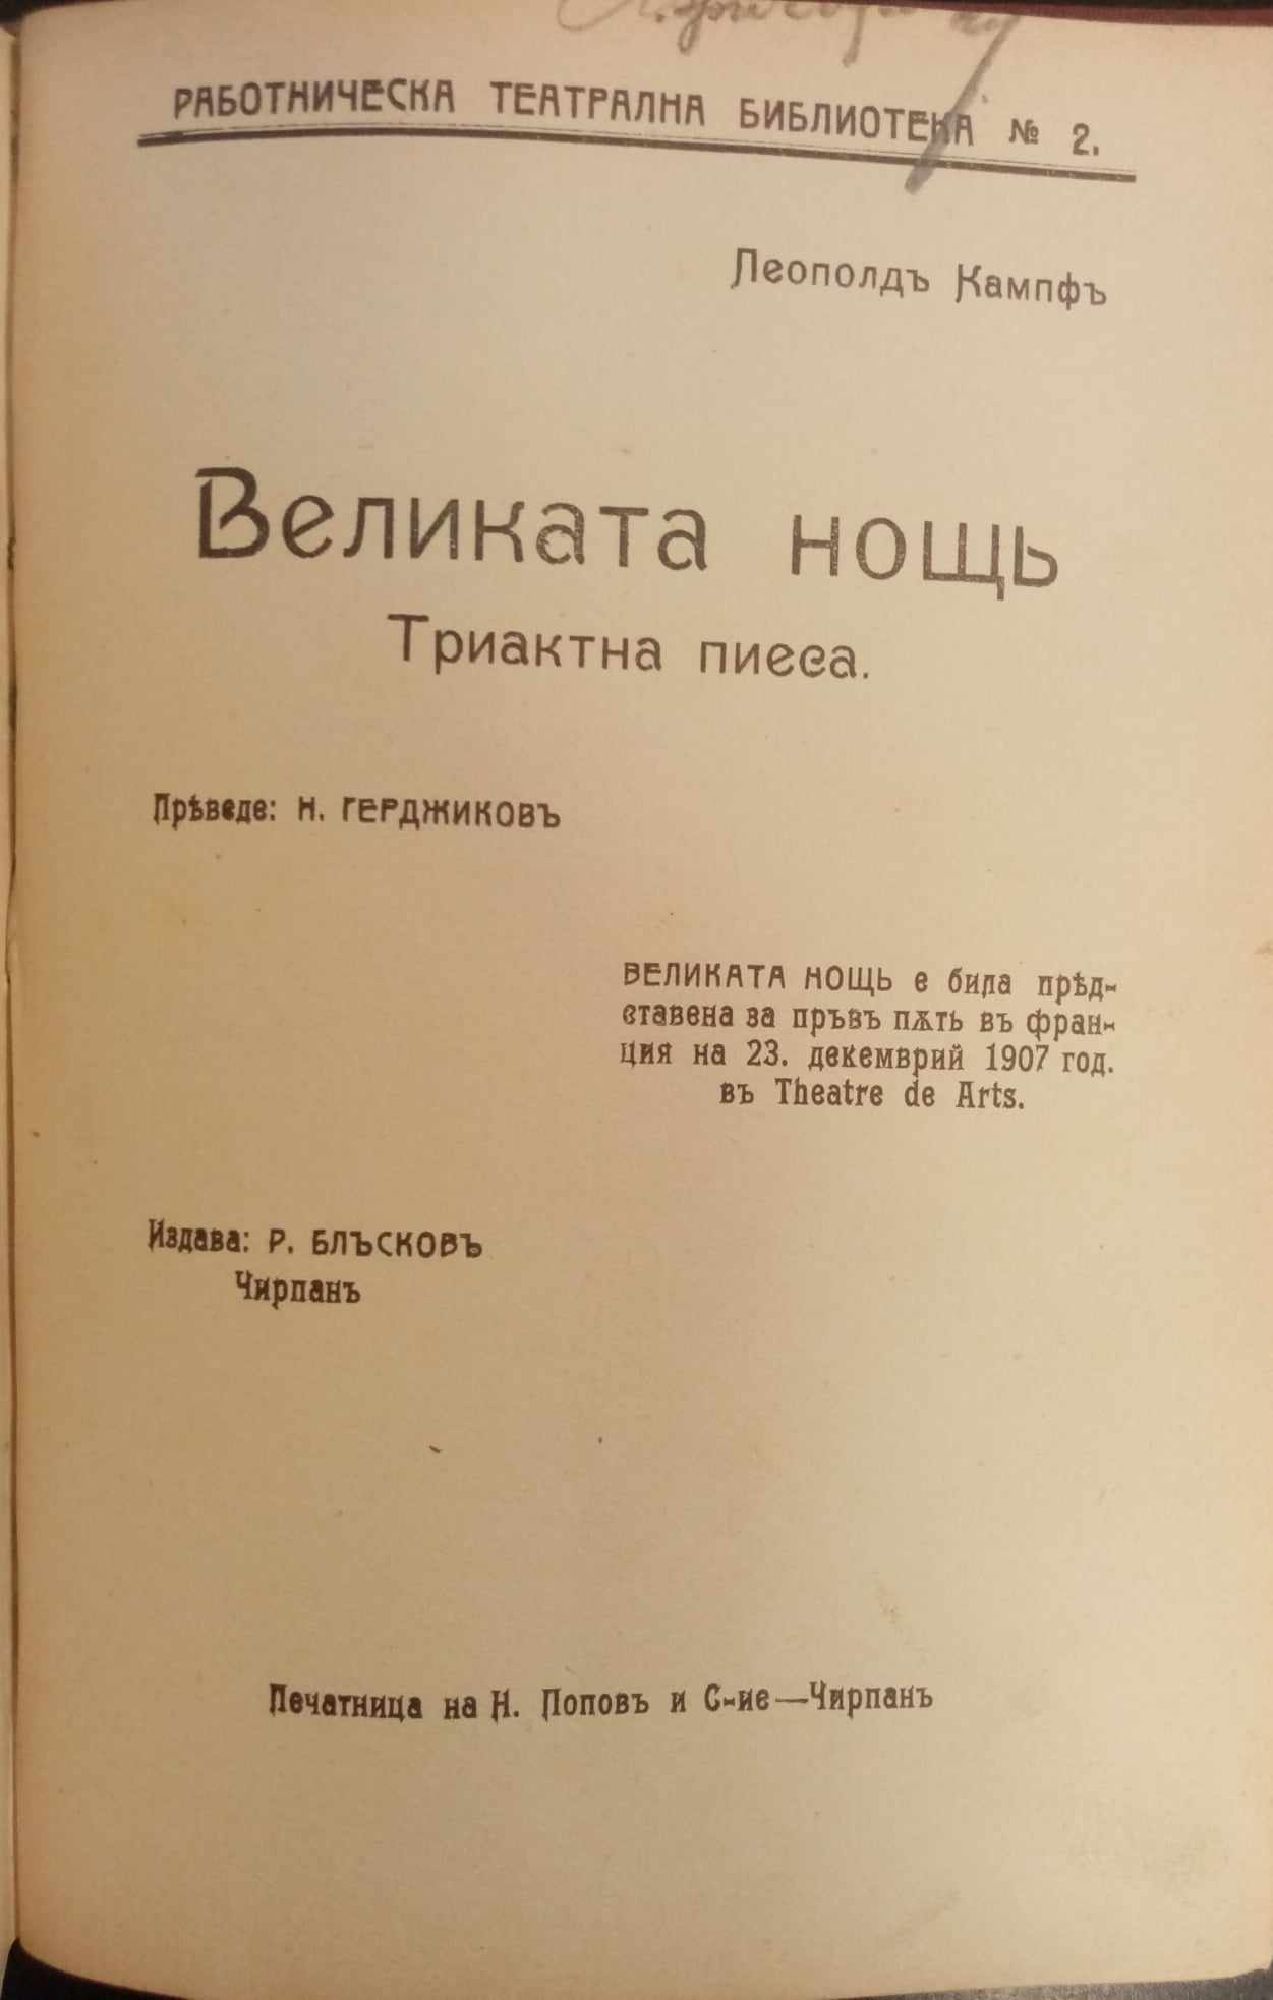 РАБОТНИЧЕСКА ТЕАТРАЛНА БИБЛИОТЕКА № 2.
Леополдъ Кампфъ
Великата нощь
Триактна пиеса.
Прѣведе: Н. ГЕРДЖИКОВЪ
ВЕЛИКАТА НОЩЬ е била прѣд-
ставена за пръвъ пѫть въ фран-
ция на 23. декемврий 1907 год.
въ Theatre de Arts.
Издава: Р. БЛЪСКОВЪ
Чирпанъ
Печатница на Н. Поповъ и С-ие—Чирпанъ